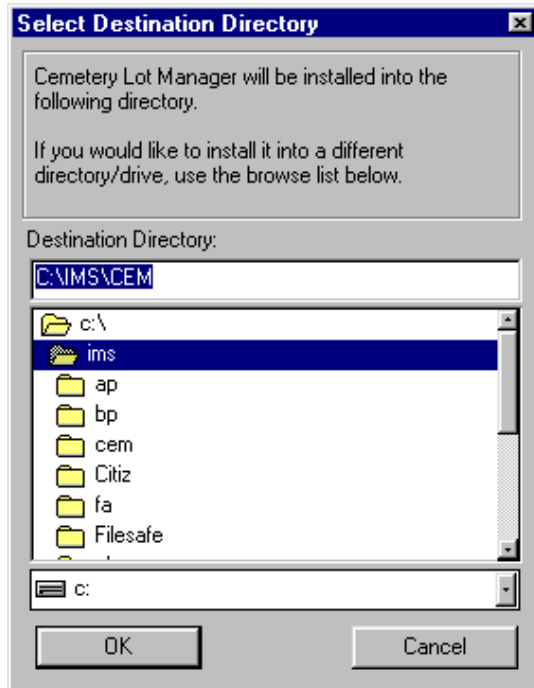 Select Destination Directory
Cemetery Lot Manager will be installed into the
following directory.
If you would like to install it into a different
directory/drive, use the browse list below.
Destination Directory:
C:\IMS\CEM
c:\
ims
ap
bp
cem
Citiz
fa
Filesafe
c:
OK
Cancel